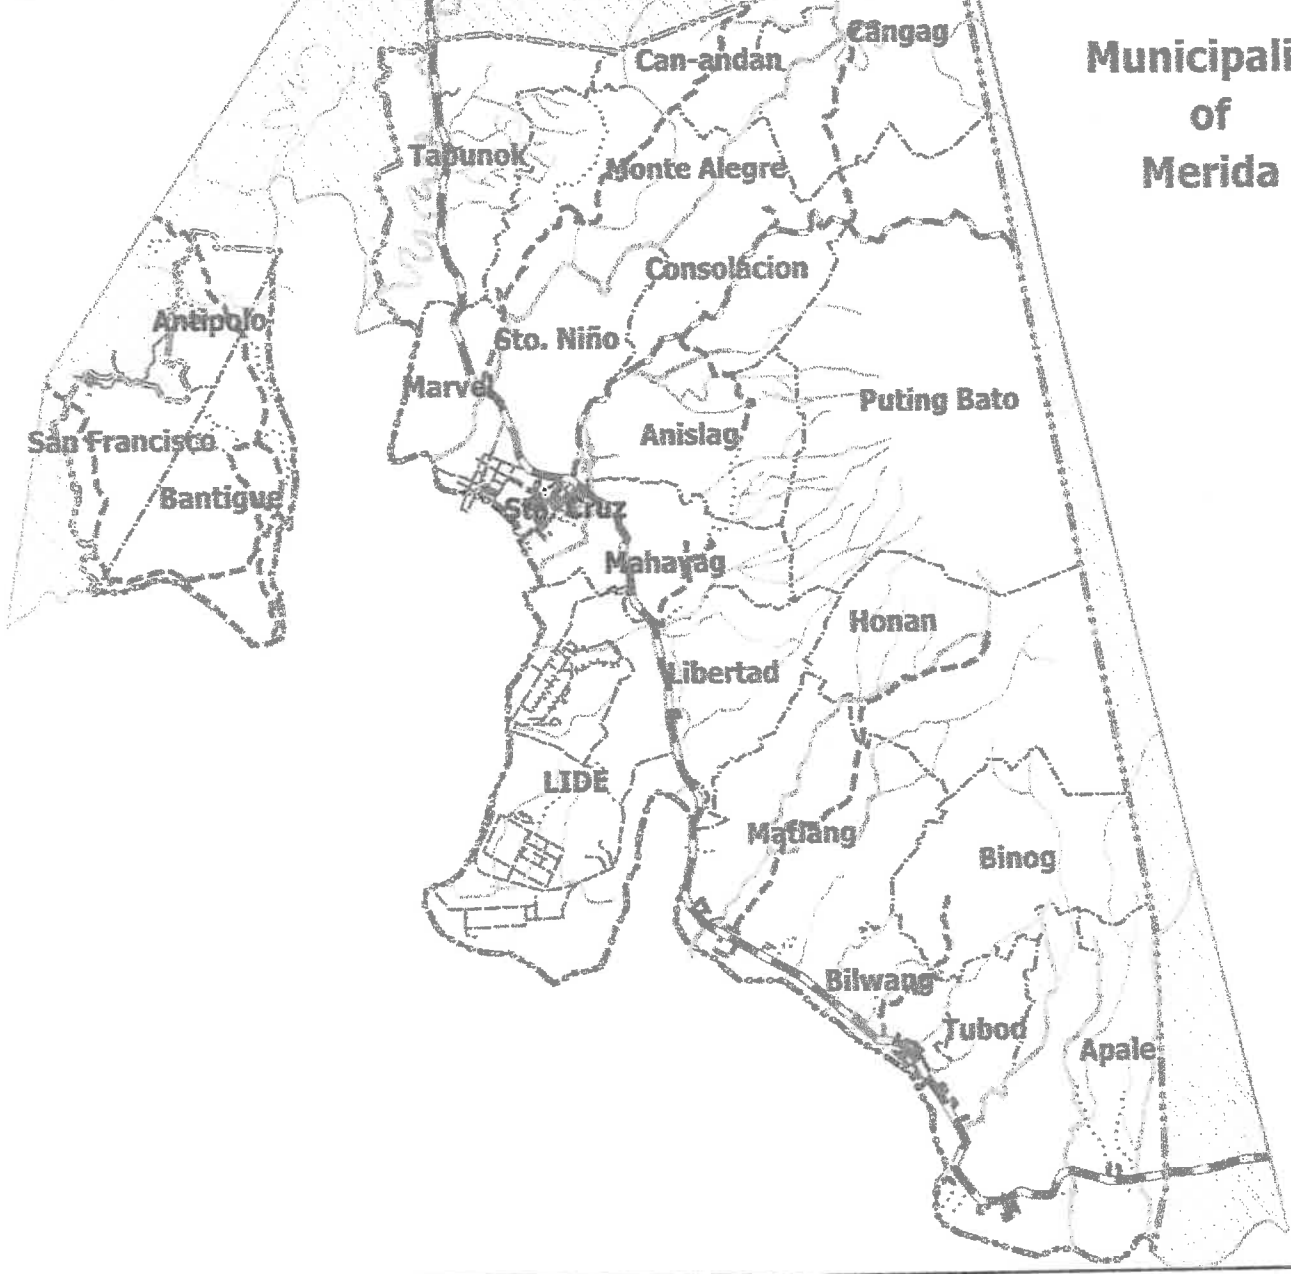 Cangag
Municipali
Can-andan
of
Tapunok
Monte Alegre
Merida
Consolacion
Antipolo
Sto. Niño
Marvel
Puting Bato
San Francisco
Anislag
Bantigue
Sta. Cruz
Mahayag
Honan
Libertad
LIDE
Matlang
Binog
Bilwang
Tubod
Apale